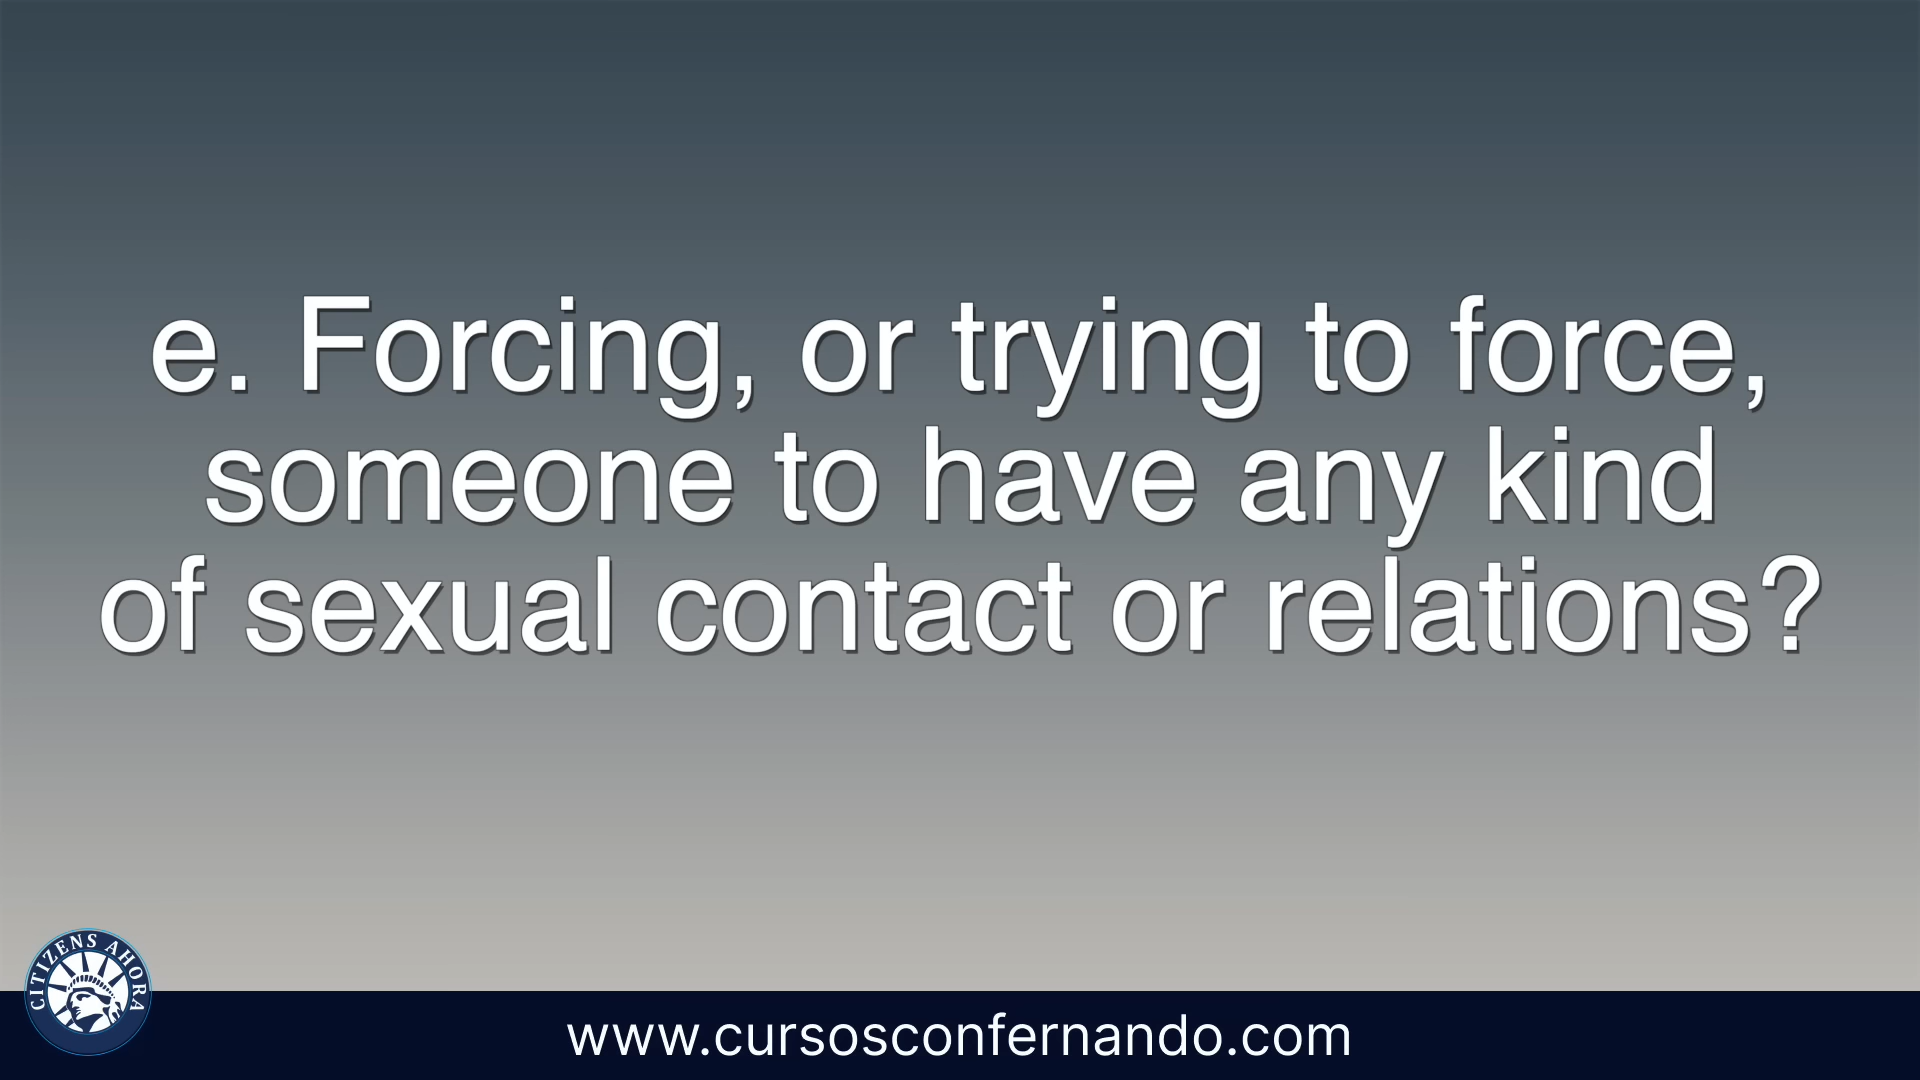 e. Forcing, or trying to force,
someone to have any kind
of sexual contact or relations?
CITIZENS AHORA
www.cursosconfernando.com